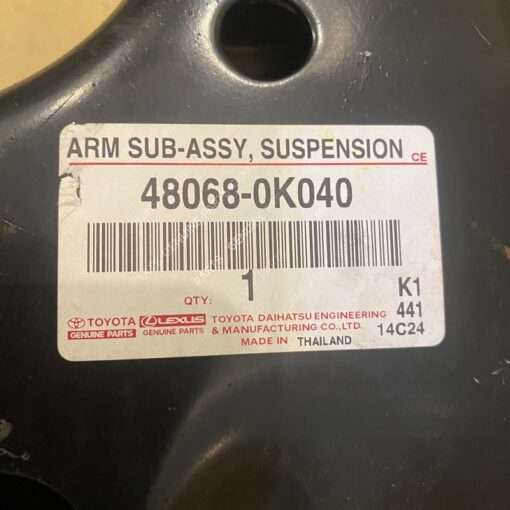 ARM SUB-ASSY, SUSPENSION CE
48068-0K040
QTY: 1
K1
441
14C24
TOYOTA
GENUINE PARTS
LEXUS
GENUINE PARTS
TOYOTA DAIHATSU ENGINEERING
& MANUFACTURING CO.,LTD.
MADE IN THAILAND